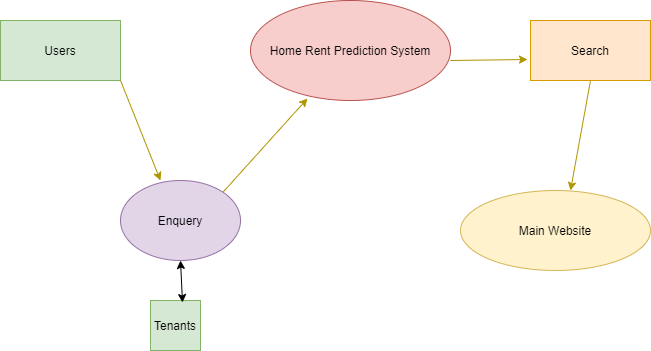 Users
Home Rent Prediction System
Search
Enquery
Main Website
Tenants